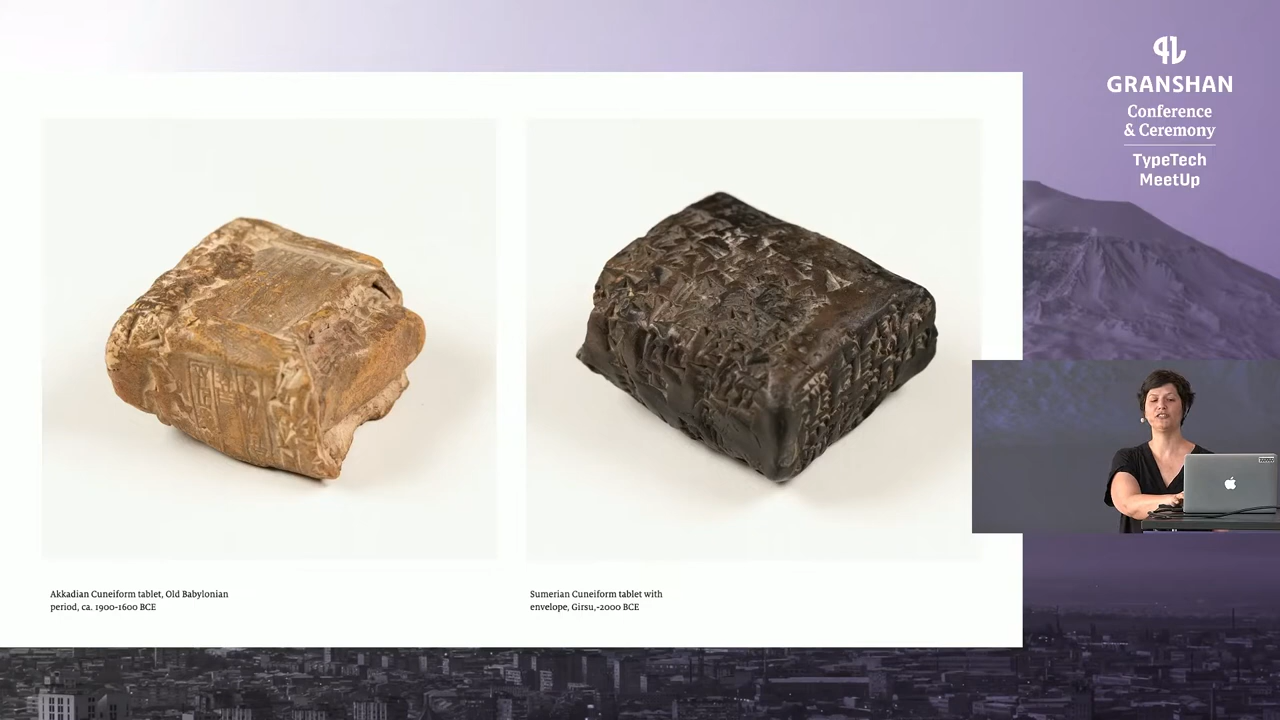 GRANSHAN
Conference
& Ceremony
TypeTech
MeetUp
Akkadian Cuneiform tablet, Old Babylonian
period, ca. 1900-1600 BCE
Sumerian Cuneiform tablet with
envelope, Girsu,-2000 BCE